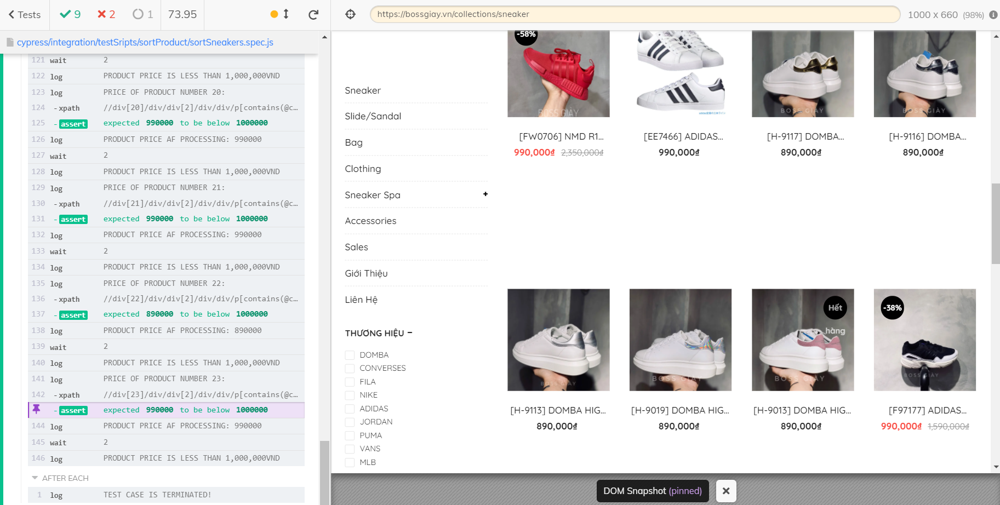 Tests
9
2
1
73.95
https://bossgiay.vn/collections/sneaker
1000 x 660 (98%)
cypress/integration/testSripts/sortProduct/sortSneakers.spec.js
121 wait 2
122 log PRODUCT PRICE IS LESS THAN 1,000,000VND
123 log PRICE OF PRODUCT NUMBER 20:
124 -xpath //div[20]/div/div[2]/div/div/p[contains(@c…
125 -assert expected 990000 to be below 1000000
126 log PRODUCT PRICE AF PROCESSING: 990000
127 wait 2
128 log PRODUCT PRICE IS LESS THAN 1,000,000VND
129 log PRICE OF PRODUCT NUMBER 21:
130 -xpath //div[21]/div/div[2]/div/div/p[contains(@c…
131 -assert expected 990000 to be below 1000000
132 log PRODUCT PRICE AF PROCESSING: 990000
133 wait 2
134 log PRODUCT PRICE IS LESS THAN 1,000,000VND
135 log PRICE OF PRODUCT NUMBER 22:
136 -xpath //div[22]/div/div[2]/div/div/p[contains(@c…
137 -assert expected 890000 to be below 1000000
138 log PRODUCT PRICE AF PROCESSING: 890000
139 wait 2
140 log PRODUCT PRICE IS LESS THAN 1,000,000VND
141 log PRICE OF PRODUCT NUMBER 23:
142 -xpath //div[23]/div/div[2]/div/div/p[contains(@c…
-assert expected 990000 to be below 1000000
144 log PRODUCT PRICE AF PROCESSING: 990000
145 wait 2
146 log PRODUCT PRICE IS LESS THAN 1,000,000VND
AFTER EACH
1 log TEST CASE IS TERMINATED!
Sneaker
Slide/Sandal
Bag
Clothing
Sneaker Spa +
Accessories
Sales
Giới Thiệu
Liên Hệ
THƯƠNG HIỆU −
DOMBA
CONVERSES
FILA
NIKE
ADIDAS
JORDAN
PUMA
VANS
MLB
-58%
BOSS GIÀY
BOSS GIÀY
BOSS GIÀY
[FW0706] NMD R1...
990,000₫ 2,350,000₫
[EE7466] ADIDAS...
990,000₫
[H-9117] DOMBA...
890,000₫
[H-9116] DOMBA...
890,000₫
Hết
hàng
-38%
BOSS GIÀY
BOSS GIÀY
BOSS GIÀY
BOSS GIÀY
[H-9113] DOMBA HIG...
890,000₫
[H-9019] DOMBA HIG...
890,000₫
[H-9013] DOMBA HIG...
890,000₫
[F97177] ADIDAS...
990,000₫ 1,590,000₫
DOM Snapshot (pinned)